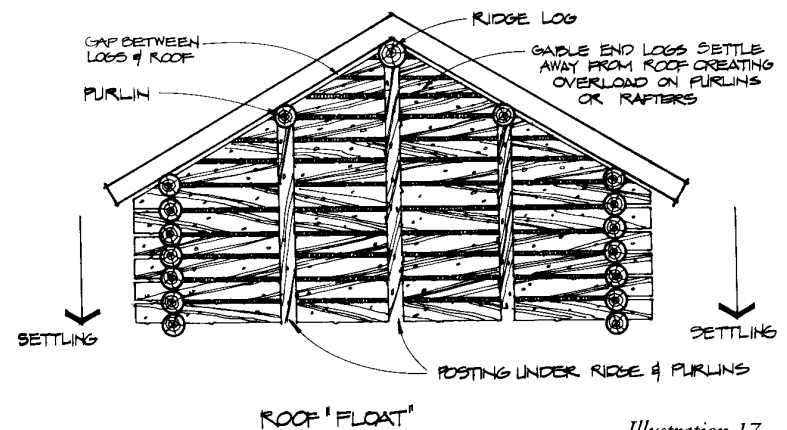 RIDGE LOG
GAP BETWEEN
LOGS & ROOF
GABLE END LOGS SETTLE
AWAY FROM ROOF CREATING
OVERLOAD ON PURLINS
OR RAFTERS
PURLIN
SETTLING
SETTLING
POSTING UNDER RIDGE & PURLINS
ROOF "FLOAT"
Illustration 17